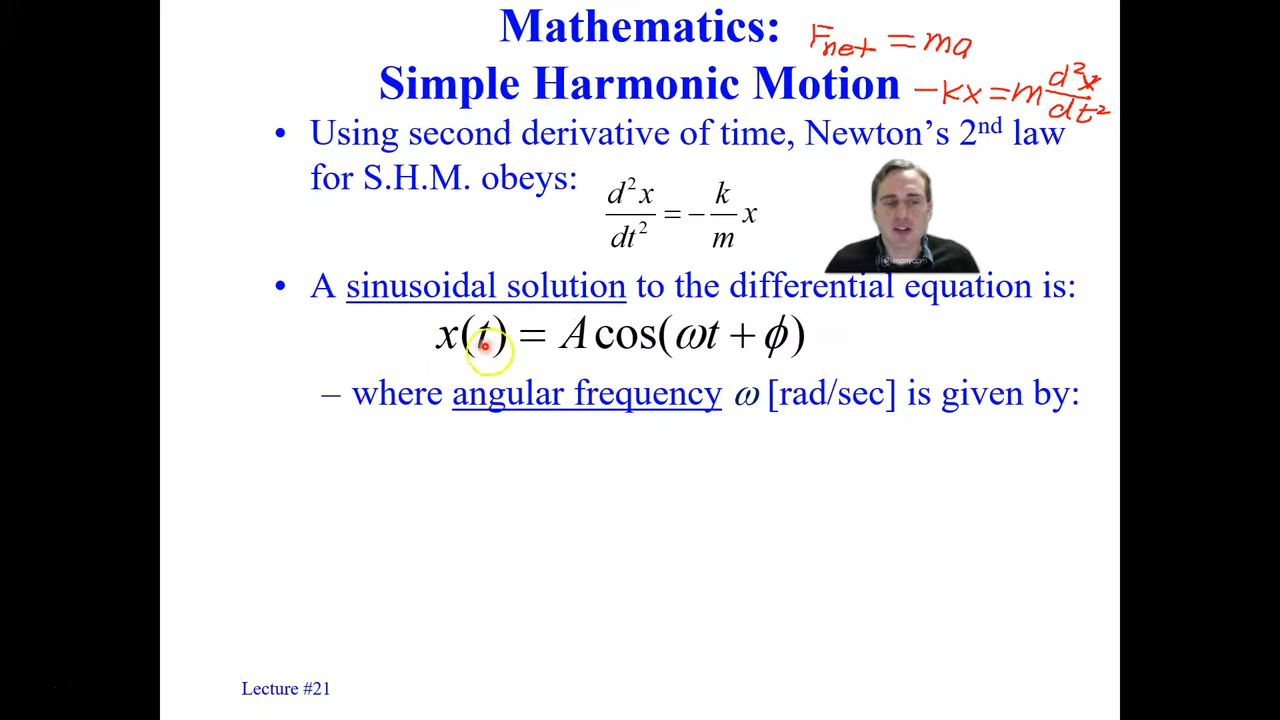 Mathematics:
F_net = ma
Simple Harmonic Motion
-kx = m d²x/dt²
• Using second derivative of time, Newton's 2nd law
for S.H.M. obeys:
d²x/dt² = - k/m x
manycam
• A sinusoidal solution to the differential equation is:
x(t) = A cos(ωt + ϕ)
– where angular frequency ω [rad/sec] is given by:
Lecture #21